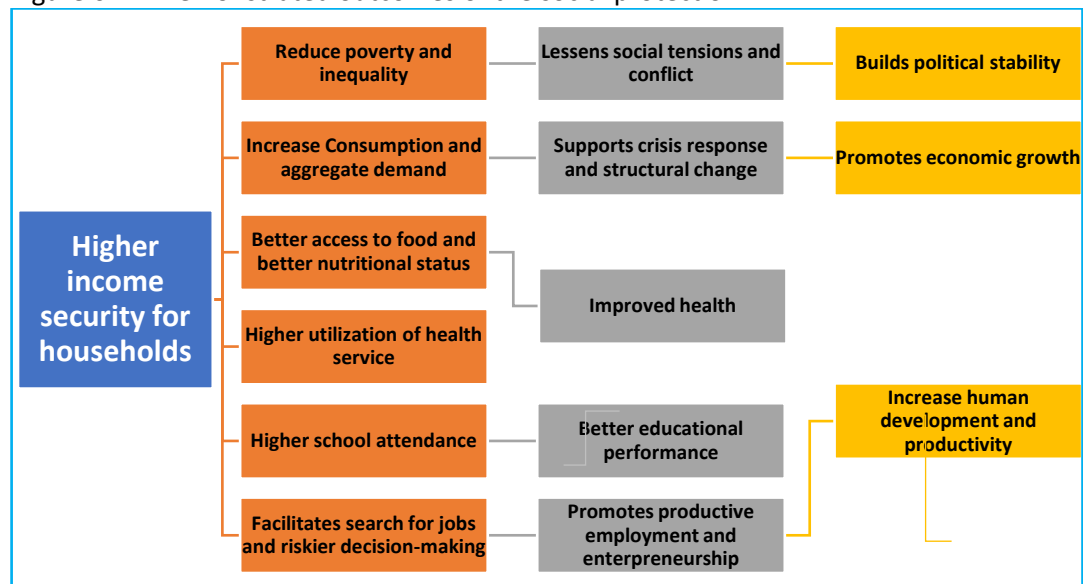 Higher
income
security for
households
Reduce poverty and
inequality
Lessens social tensions and
conflict
Builds political stability
Increase Consumption and
aggregate demand
Supports crisis response
and structural change
Promotes economic growth
Better access to food and
better nutritional status
Improved health
Higher utilization of health
service
Higher school attendance
Better educational
performance
Increase human
development and
productivity
Facilitates search for jobs
and riskier decision-making
Promotes productive
employment and
enterpreneurship